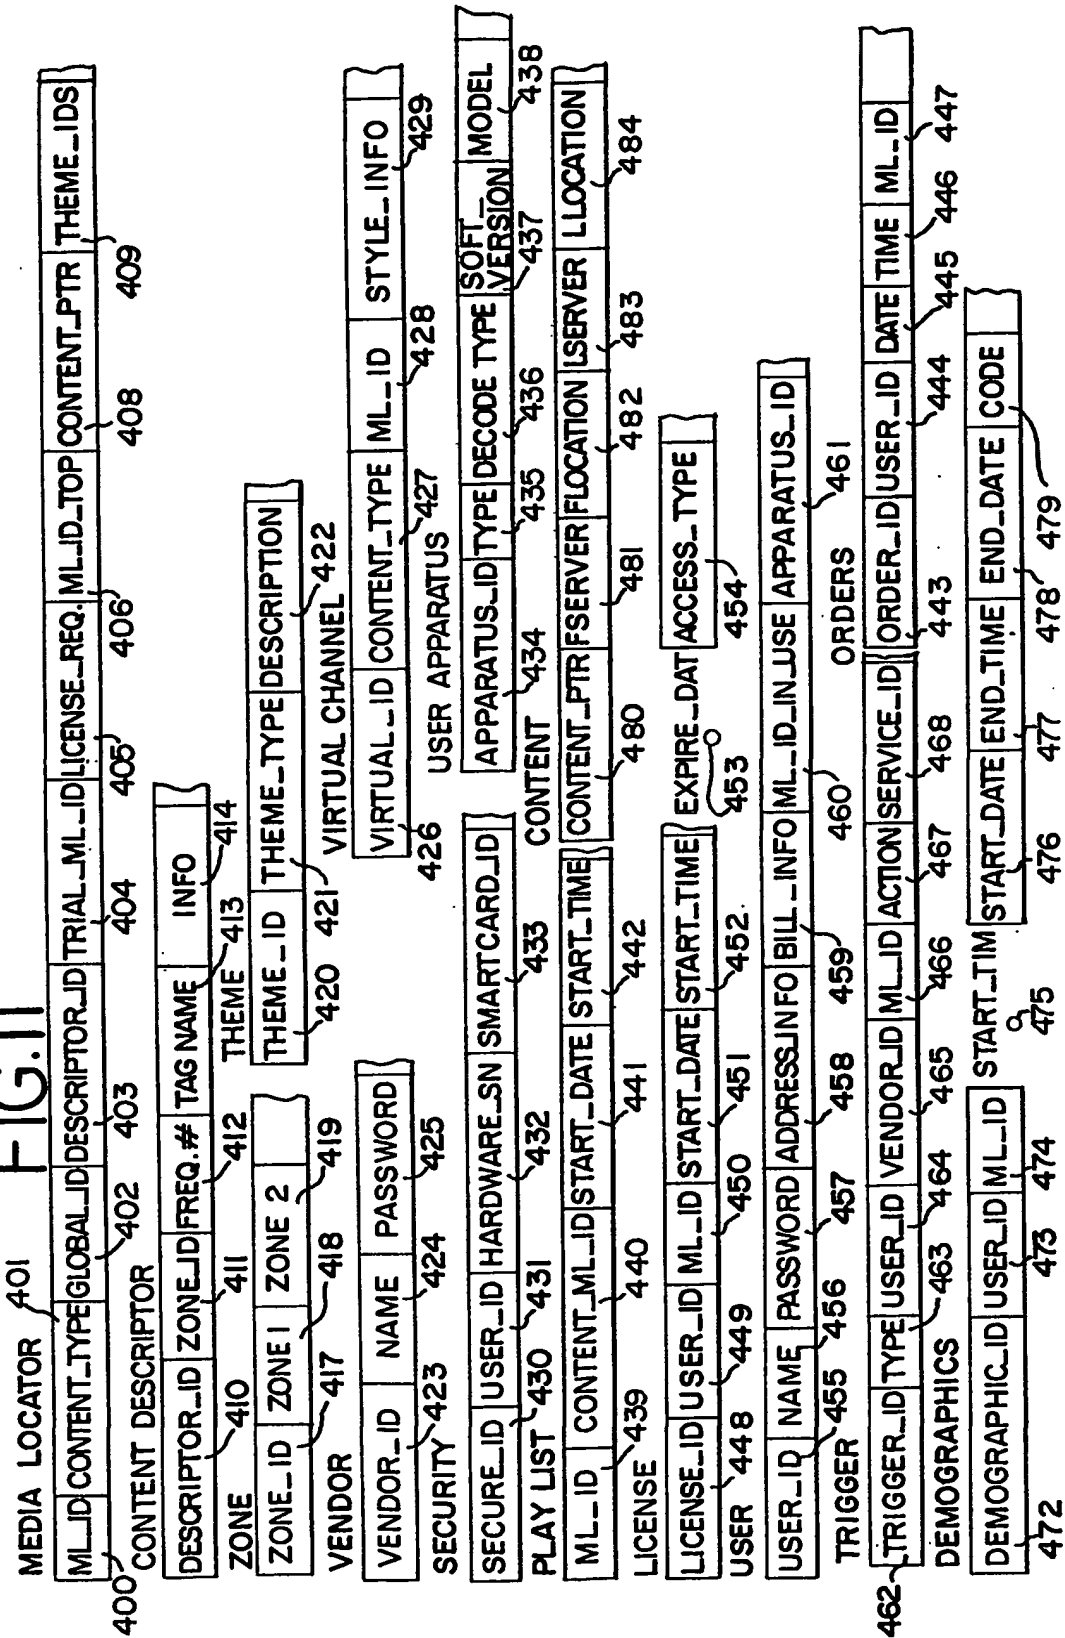 FIG. 11
MEDIA LOCATOR
401
ML_ID CONTENT_TYPE GLOBAL_ID DESCRIPTOR_ID TRIAL_ML_ID LICENSE_REQ. ML_ID_TOP CONTENT_PTR THEME_IDS
400 402 403 404 405 406 408 409
CONTENT DESCRIPTOR
DESCRIPTOR_ID ZONE_ID FREQ.# TAG NAME INFO
410 411 412 413 414
ZONE THEME
ZONE_ID ZONE 1 ZONE 2 THEME_ID THEME_TYPE DESCRIPTION
417 418 419 420 421 422
VENDOR VIRTUAL CHANNEL
VENDOR_ID NAME PASSWORD VIRTUAL_ID CONTENT_TYPE ML_ID STYLE_INFO
423 424 425 426 427 428 429
SECURITY USER APPARATUS
SECURE_ID USER_ID HARDWARE_SN SMARTCARD_ID APPARATUS_ID TYPE DECODE TYPE SOFT_VERSION MODEL
430 431 432 433 434 435 436 437 438
PLAY LIST CONTENT
ML_ID CONTENT_ML_ID START_DATE START_TIME CONTENT_PTR FSERVER FLOCATION LSERVER LLOCATION
439 440 441 442 480 481 482 483 484
LICENSE
LICENSE_ID USER_ID ML_ID START_DATE START_TIME EXPIRE_DAT ACCESS_TYPE
448 449 450 451 452 453 454
USER
USER_ID NAME PASSWORD ADDRESS_INFO BILL_INFO ML_ID_IN_USE APPARATUS_ID
455 456 457 458 459 460 461
TRIGGER ORDERS
TRIGGER_ID TYPE USER_ID VENDOR_ID ML_ID ACTION SERVICE_ID ORDER_ID USER_ID DATE TIME ML_ID
462 463 464 465 466 467 468 443 444 445 446 447
DEMOGRAPHICS
DEMOGRAPHIC_ID USER_ID ML_ID START_TIM START_DATE END_TIME END_DATE CODE
472 473 474 475 476 477 478 479